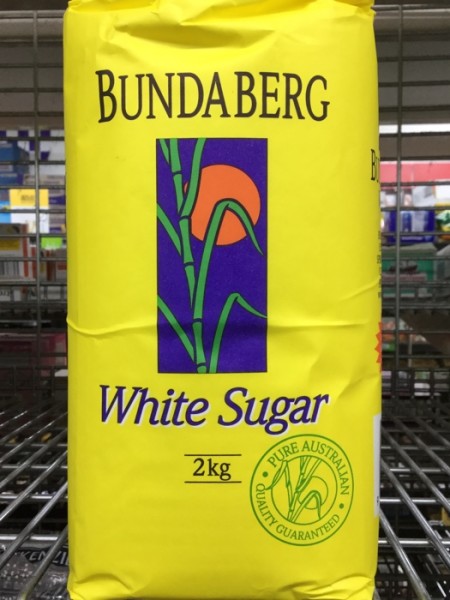 BUNDABERG
White Sugar
2kg
PURE AUSTRALIAN
QUALITY GUARANTEED